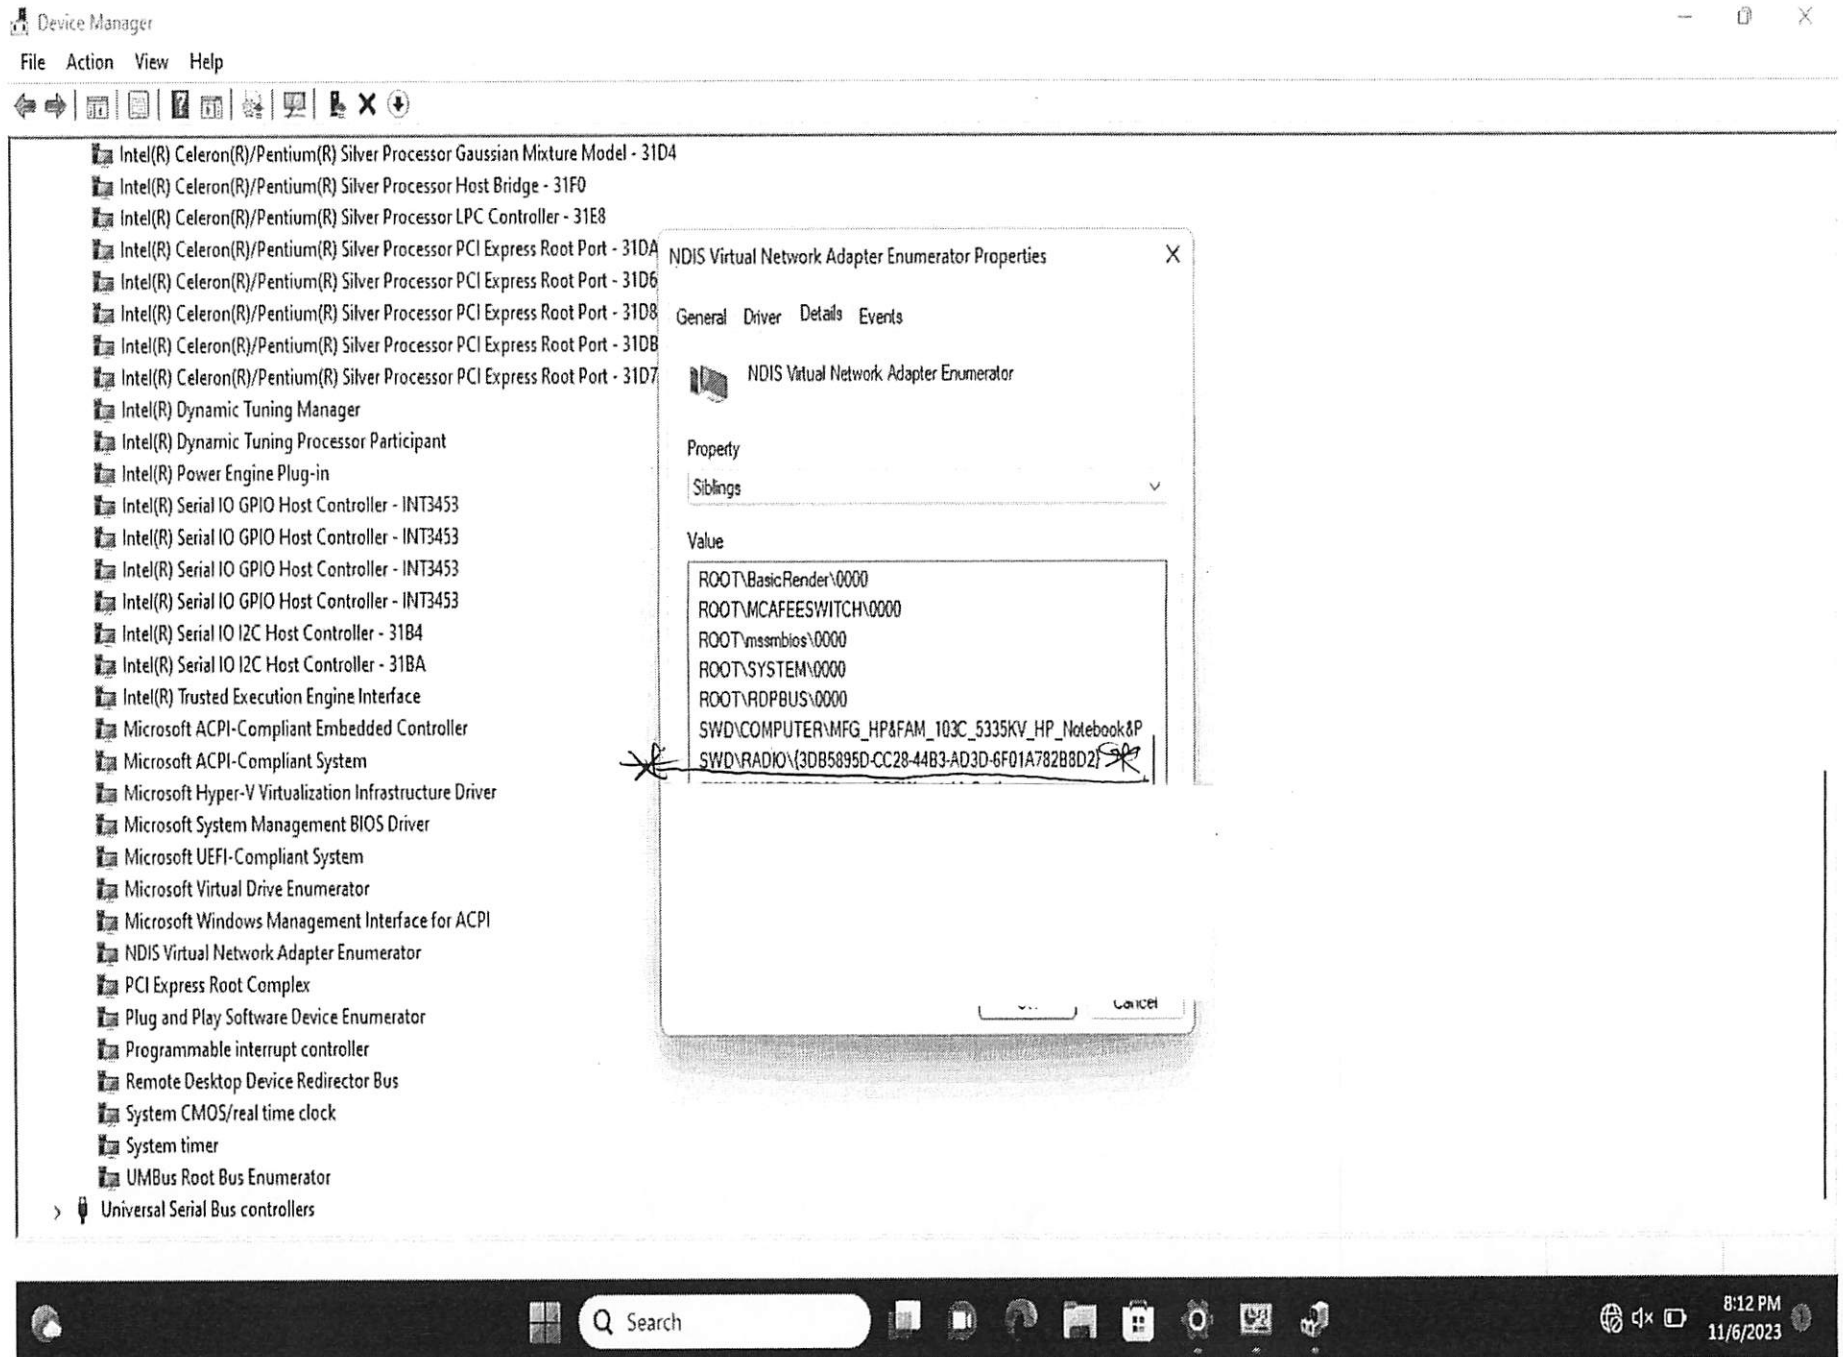 Device Manager
File Action View Help
Intel(R) Celeron(R)/Pentium(R) Silver Processor Gaussian Mixture Model - 31D4
Intel(R) Celeron(R)/Pentium(R) Silver Processor Host Bridge - 31F0
Intel(R) Celeron(R)/Pentium(R) Silver Processor LPC Controller - 31E8
Intel(R) Celeron(R)/Pentium(R) Silver Processor PCI Express Root Port - 31DA
Intel(R) Celeron(R)/Pentium(R) Silver Processor PCI Express Root Port - 31D6
Intel(R) Celeron(R)/Pentium(R) Silver Processor PCI Express Root Port - 31D8
Intel(R) Celeron(R)/Pentium(R) Silver Processor PCI Express Root Port - 31DB
Intel(R) Celeron(R)/Pentium(R) Silver Processor PCI Express Root Port - 31D7
Intel(R) Dynamic Tuning Manager
Intel(R) Dynamic Tuning Processor Participant
Intel(R) Power Engine Plug-in
Intel(R) Serial IO GPIO Host Controller - INT3453
Intel(R) Serial IO GPIO Host Controller - INT3453
Intel(R) Serial IO GPIO Host Controller - INT3453
Intel(R) Serial IO GPIO Host Controller - INT3453
Intel(R) Serial IO I2C Host Controller - 31B4
Intel(R) Serial IO I2C Host Controller - 31BA
Intel(R) Trusted Execution Engine Interface
Microsoft ACPI-Compliant Embedded Controller
Microsoft ACPI-Compliant System
Microsoft Hyper-V Virtualization Infrastructure Driver
Microsoft System Management BIOS Driver
Microsoft UEFI-Compliant System
Microsoft Virtual Drive Enumerator
Microsoft Windows Management Interface for ACPI
NDIS Virtual Network Adapter Enumerator
PCI Express Root Complex
Plug and Play Software Device Enumerator
Programmable interrupt controller
Remote Desktop Device Redirector Bus
System CMOS/real time clock
System timer
UMBus Root Bus Enumerator
Universal Serial Bus controllers
NDIS Virtual Network Adapter Enumerator Properties
General Driver Details Events
NDIS Virtual Network Adapter Enumerator
Property
Siblings
Value
ROOT\BasicRender\0000
ROOT\MCAFEESWITCH\0000
ROOT\mssmbios\0000
ROOT\SYSTEM\0000
ROOT\RDPBUS\0000
SWD\COMPUTER\MFG_HP&FAM_103C_5335KV_HP_Notebook&P
SWD\RADIO\{3DB5895D-CC28-44B3-AD3D-6F01A782B8D2}
Cancel
Search
8:12 PM
11/6/2023